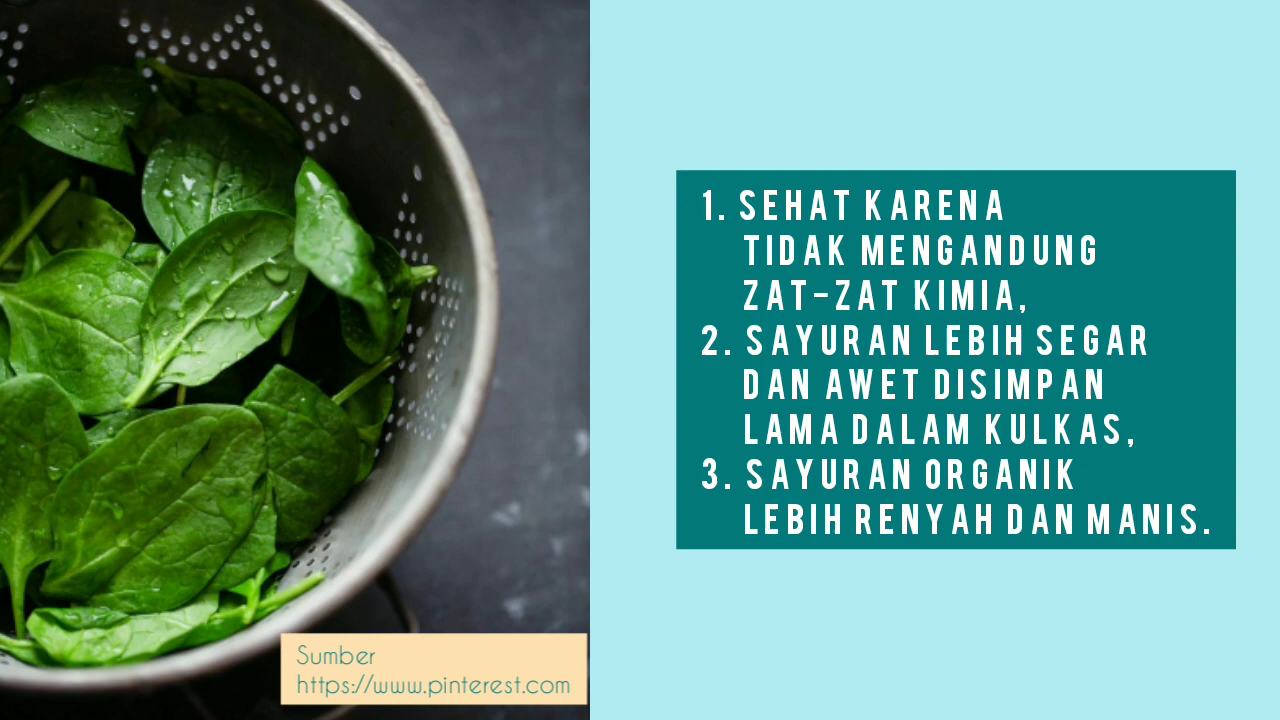 1. SEHAT KARENA
TIDAK MENGANDUNG
ZAT-ZAT KIMIA,
2. SAYURAN LEBIH SEGAR
DAN AWET DISIMPAN
LAMA DALAM KULKAS,
3. SAYURAN ORGANIK
LEBIH RENYAH DAN MANIS.
Sumber
https://www.pinterest.com